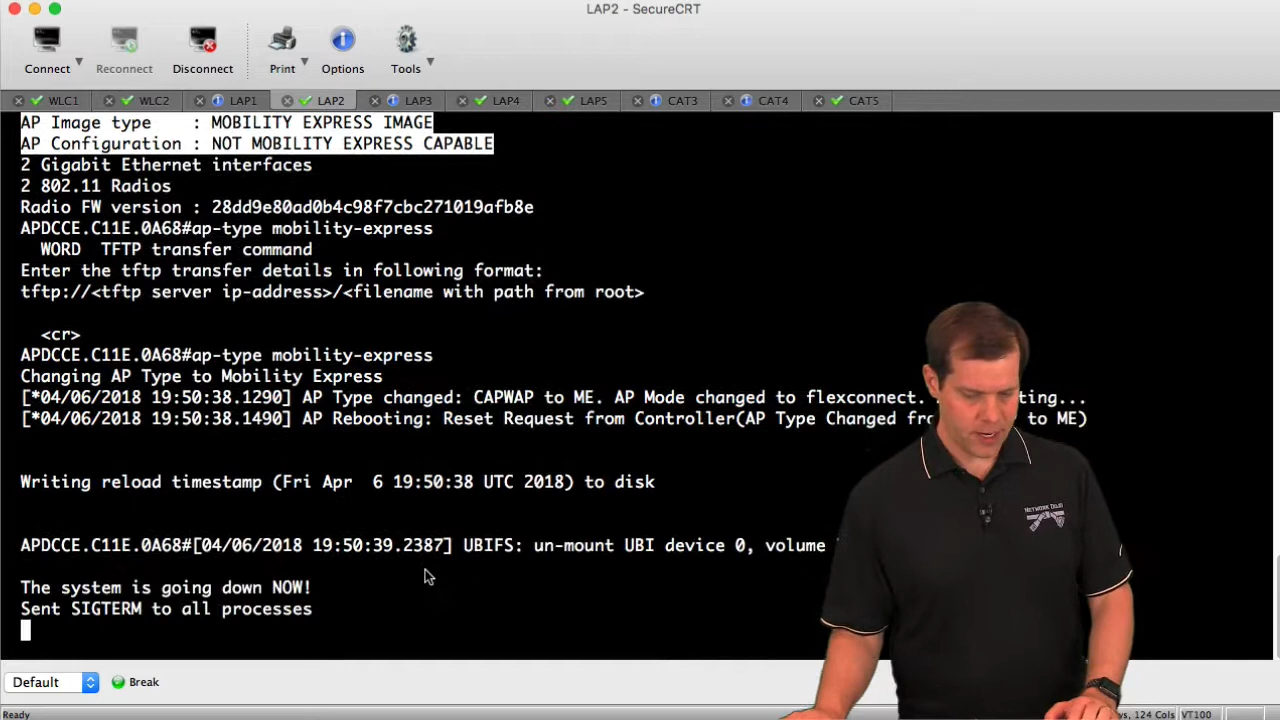 LAP2 - SecureCRT
Connect
Reconnect
Disconnect
Print
Options
Tools
WLC1
WLC2
LAP1
LAP2
LAP3
LAP4
LAP5
CAT3
CAT4
CAT5
AP Image type : MOBILITY EXPRESS IMAGE
AP Configuration : NOT MOBILITY EXPRESS CAPABLE
2 Gigabit Ethernet interfaces
2 802.11 Radios
Radio FW version : 28dd9e80ad0b4c98f7cbc271019afb8e
APDCCE.C11E.0A68#ap-type mobility-express
WORD TFTP transfer command
Enter the tftp transfer details in following format:
tftp://<tftp server ip-address>/<filename with path from root>
<cr>
APDCCE.C11E.0A68#ap-type mobility-express
Changing AP Type to Mobility Express
[*04/06/2018 19:50:38.1290] AP Type changed: CAPWAP to ME. AP Mode changed to flexconnect. ting...
[*04/06/2018 19:50:38.1490] AP Rebooting: Reset Request from Controller(AP Type Changed fro to ME)
Writing reload timestamp (Fri Apr 6 19:50:38 UTC 2018) to disk
APDCCE.C11E.0A68#[04/06/2018 19:50:39.2387] UBIFS: un-mount UBI device 0, volume
The system is going down NOW!
Sent SIGTERM to all processes
NETWORK DOJO
Default
Break
Ready
, 124 Cols
VT100